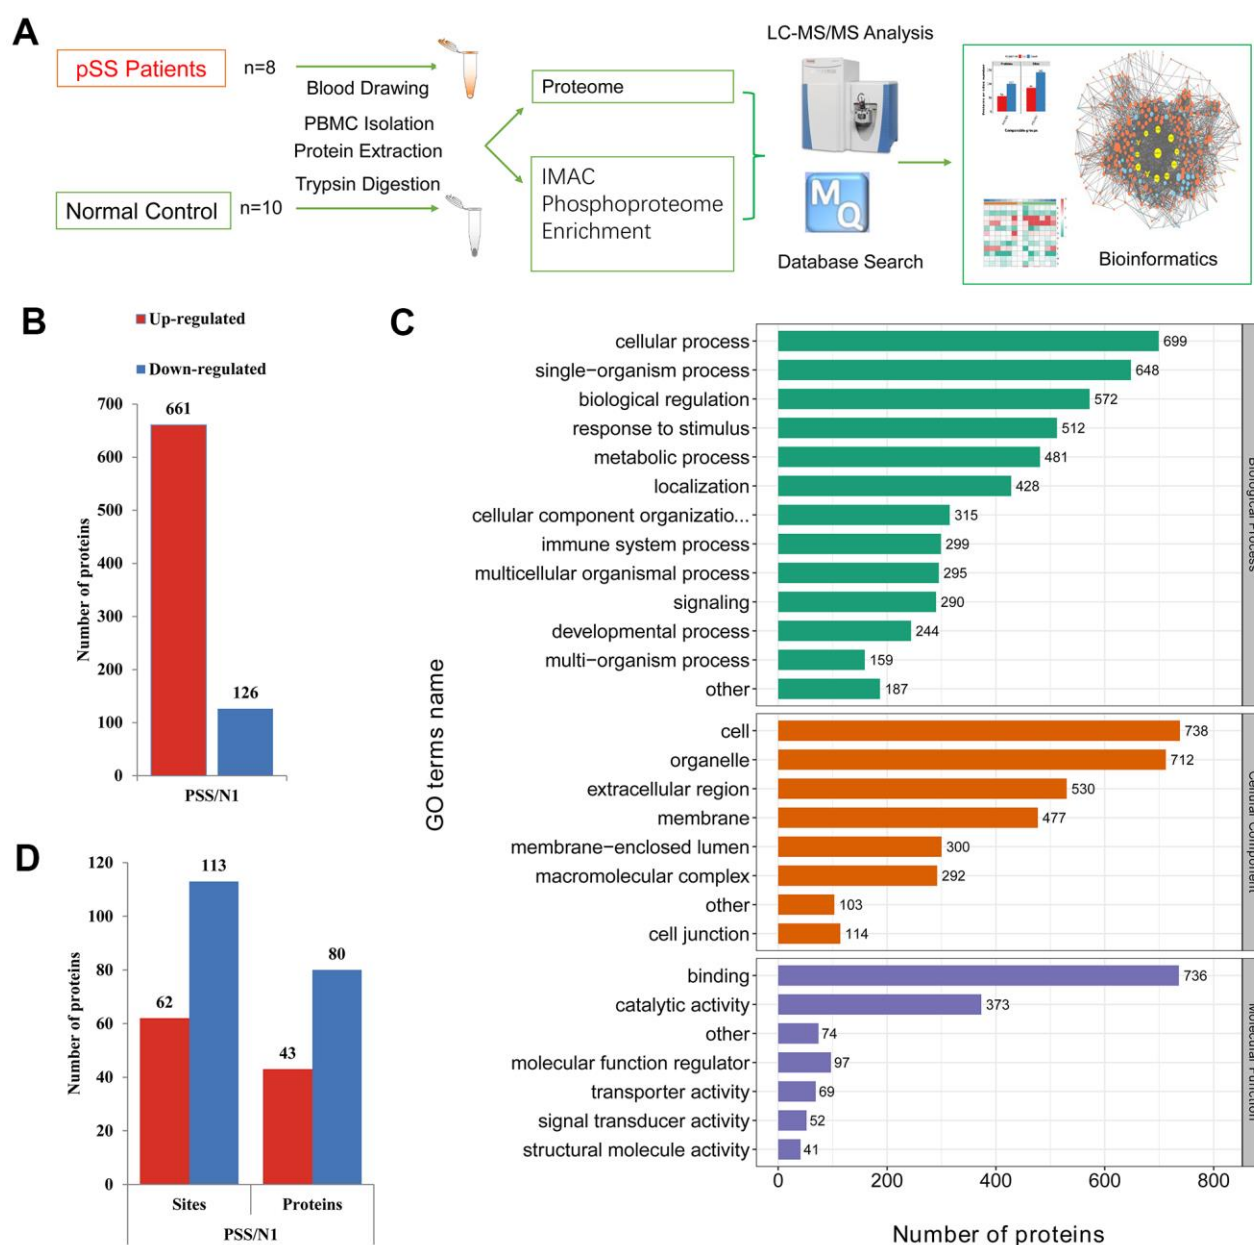 A
pSS Patients
n=8
Blood Drawing
PBMC Isolation
Protein Extraction
Trypsin Digestion
Normal Control
n=10
Proteome
IMAC
Phosphoproteome
Enrichment
LC-MS/MS Analysis
MQ
Database Search
Bioinformatics
B
Up-regulated
Down-regulated
Number of proteins
700
600
500
400
300
200
100
0
661
126
PSS/N1
C
GO terms name
cellular process 699
single-organism process 648
biological regulation 572
response to stimulus 512
metabolic process 481
localization 428
cellular component organizatio... 315
immune system process 299
multicellular organismal process 295
signaling 290
developmental process 244
multi-organism process 159
other 187
Biological Process
cell 738
organelle 712
extracellular region 530
membrane 477
membrane-enclosed lumen 300
macromolecular complex 292
other 103
cell junction 114
Cellular Component
binding 736
catalytic activity 373
other 74
molecular function regulator 97
transporter activity 69
signal transducer activity 52
structural molecule activity 41
Molecular Function
0 200 400 600 800
Number of proteins
D
Number of proteins
120
100
80
60
40
20
0
62
113
43
80
Sites Proteins
PSS/N1